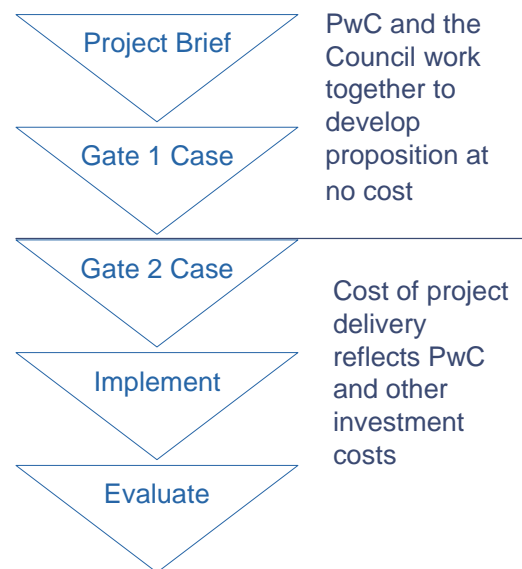 Project Brief
PwC and the
Council work
together to
develop
proposition at
no cost
Gate 1 Case
Gate 2 Case
Cost of project
delivery
reflects PwC
and other
investment
costs
Implement
Evaluate